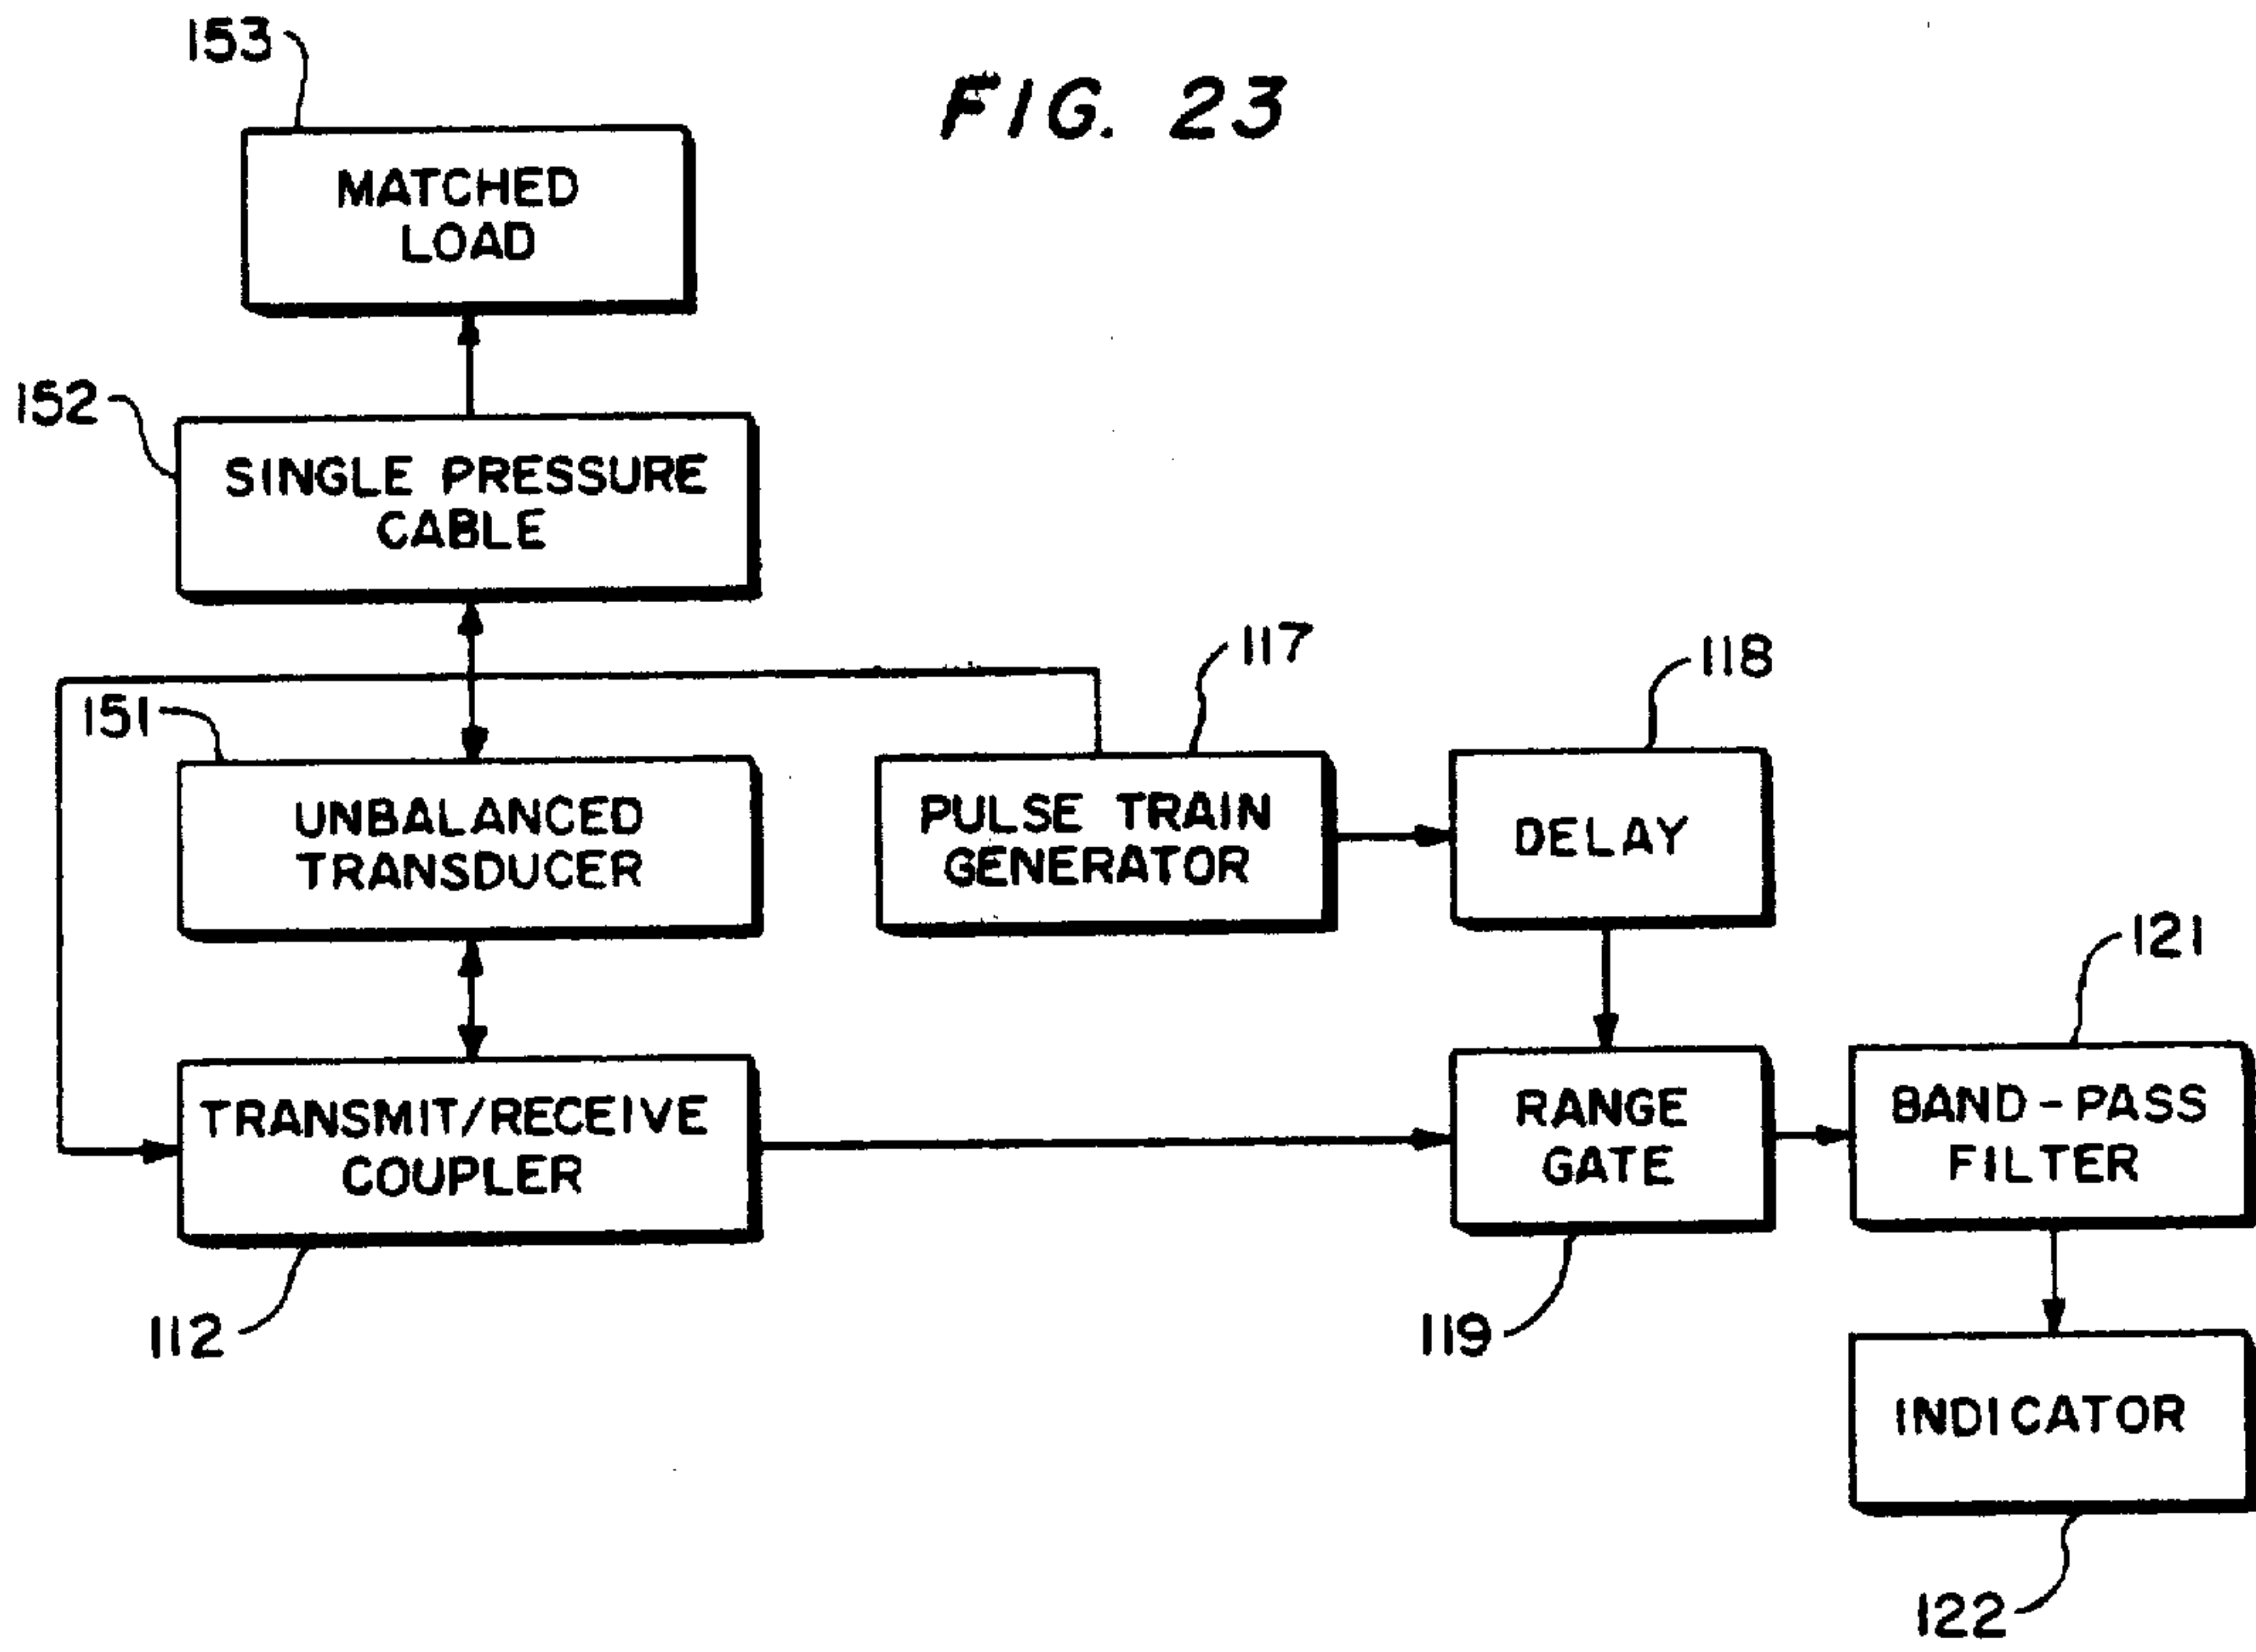 153
FIG. 23
MATCHED
LOAD
152
SINGLE PRESSURE
CABLE
117
118
151
UNBALANCED
TRANSDUCER
PULSE TRAIN
GENERATOR
DELAY
121
TRANSMIT/RECEIVE
COUPLER
RANGE
GATE
BAND-PASS
FILTER
112
119
INDICATOR
122